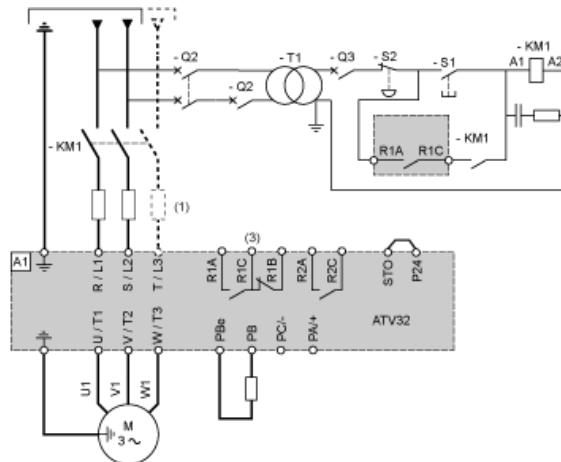 - Q2
- T1
- Q3
- S2
- S1
- KM1
A1
A2
- Q2
- KM1
R1A
R1C
- KM1
(1)
(3)
A1
R / L1
S / L2
T / L3
R1A
R1C
R1B
R2A
R2C
STO
P24
ATV32
U / T1
V / T2
W / T3
PBe
PB
PC/-
PA/+
U1
V1
W1
M
3 ~